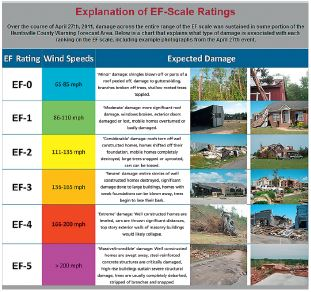 Explanation of EF-Scale Ratings
Over the course of April 27th, 2011, damage across the entire range of the EF scale was sustained in some portion of the
Huntsville County Warning Forecast Area. Below is a chart that explains what type of damage is associated with each
ranking on the EF scale, including example photographs from the April 27th event.
EF Rating Wind Speeds Expected Damage
EF-0
65-85 mph
'Minor' damage: shingles blown off or parts of a
roof peeled off, damage to gutters/siding,
branches broken off trees, shallow rooted trees
toppled.
EF-1
86-110 mph
'Moderate' damage: more significant roof
damage, windows broken, exterior doors
damaged or lost, mobile homes overturned or
badly damaged.
EF-2
111-135 mph
'Considerable' damage: roofs torn off well
constructed homes, homes shifted off their
foundation, mobile homes completely
destroyed, large trees snapped or uprooted,
cars can be tossed.
EF-3
136-165 mph
'Severe' damage: entire stories of well
constructed homes destroyed, significant
damage done to large buildings, homes with
weak foundations can be blown away, trees
begin to lose their bark.
EF-4
166-200 mph
'Extreme' damage: Well constructed homes are
leveled, cars are thrown significant distances,
top story exterior walls of masonry buildings
would likely collapse.
EF-5
> 200 mph
'Massive/incredible' damage: Well constructed
homes are swept away, steel-reinforced
concrete structures are critically damaged,
high-rise buildings sustain severe structural
damage, trees are usually completely debarked,
stripped of branches and snapped